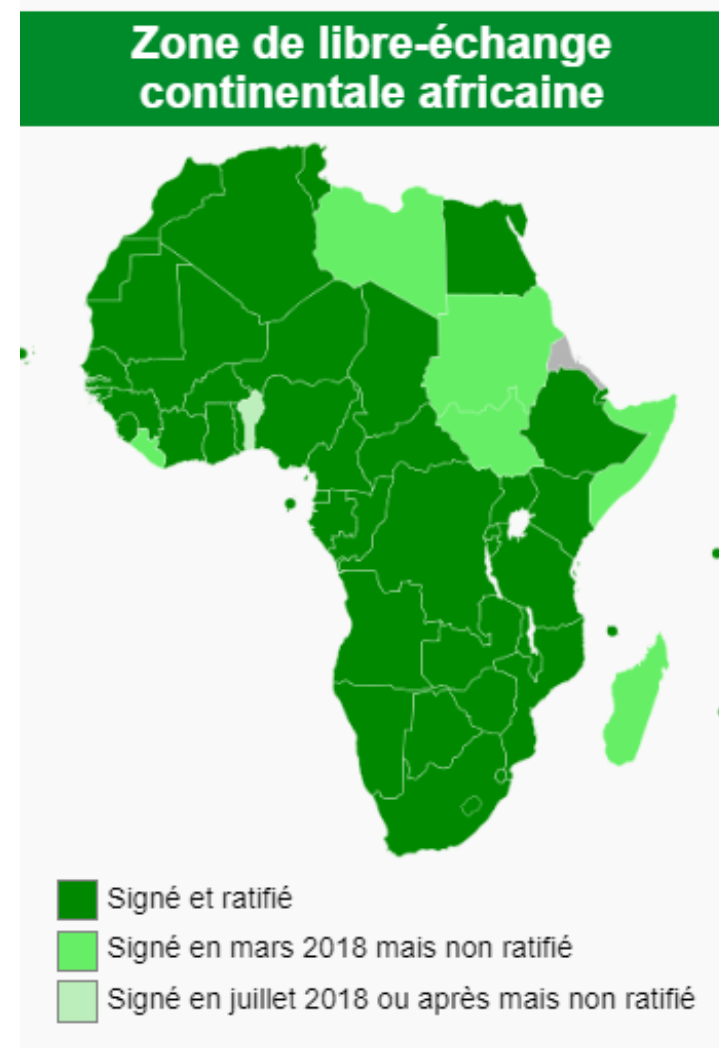 Zone de libre-échange
continentale africaine
Signé et ratifié
Signé en mars 2018 mais non ratifié
Signé en juillet 2018 ou après mais non ratifié